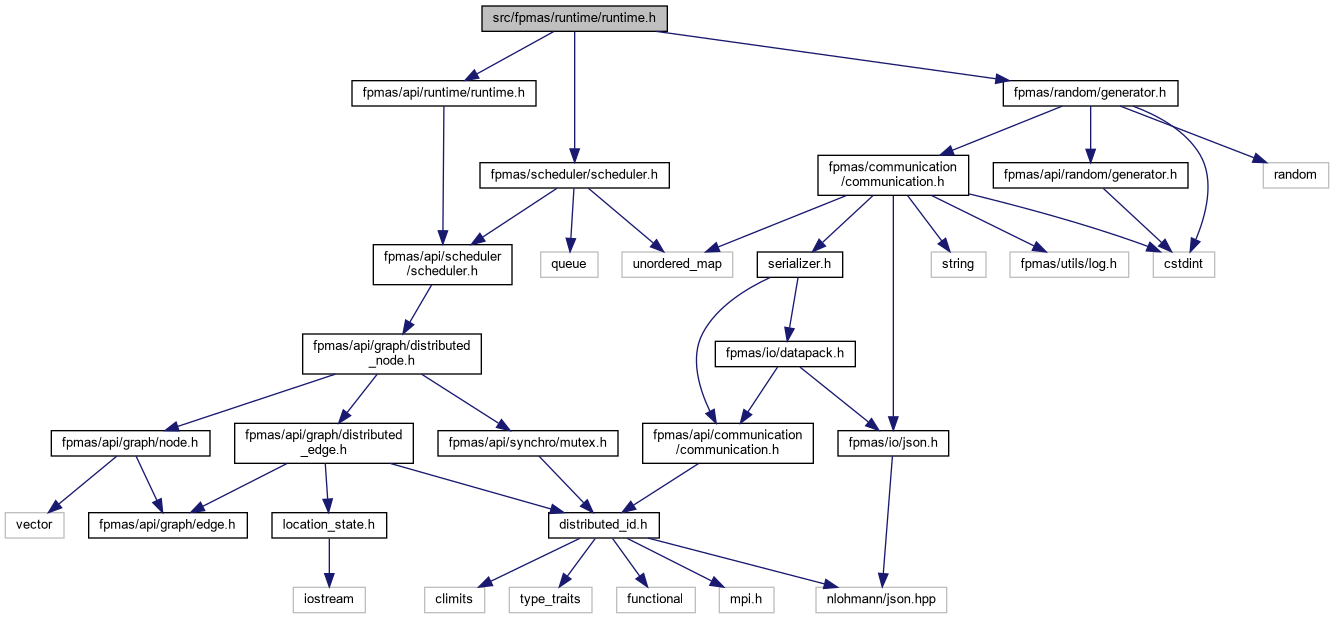 src/fpmas/runtime/runtime.h
fpmas/api/runtime/runtime.h
fpmas/random/generator.h
fpmas/scheduler/scheduler.h
fpmas/communication
/communication.h
fpmas/api/random/generator.h
random
fpmas/api/scheduler
/scheduler.h
queue
unordered_map
serializer.h
string
fpmas/utils/log.h
cstdint
fpmas/api/graph/distributed
_node.h
fpmas/io/datapack.h
fpmas/api/graph/node.h
fpmas/api/graph/distributed
_edge.h
fpmas/api/synchro/mutex.h
fpmas/api/communication
/communication.h
fpmas/io/json.h
vector
fpmas/api/graph/edge.h
location_state.h
distributed_id.h
iostream
climits
type_traits
functional
mpi.h
nlohmann/json.hpp